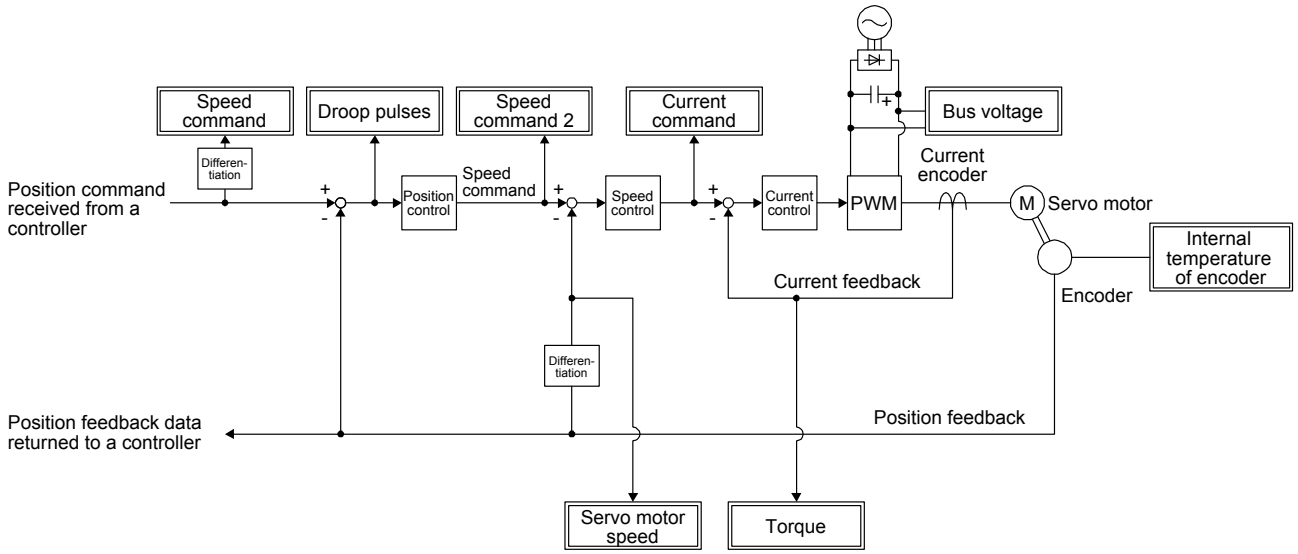 Speed
command
Droop pulses
Speed
command 2
Current
command
+
Bus voltage
Differen-
tiation
Current
encoder
Position command
received from a
controller
+
-
Position
control
Speed
command
+
-
Speed
control
+
-
Current
control
PWM
M
Servo motor
Internal
temperature
of encoder
Current feedback
Encoder
Differen-
tiation
Position feedback data
returned to a controller
Position feedback
Servo motor
speed
Torque